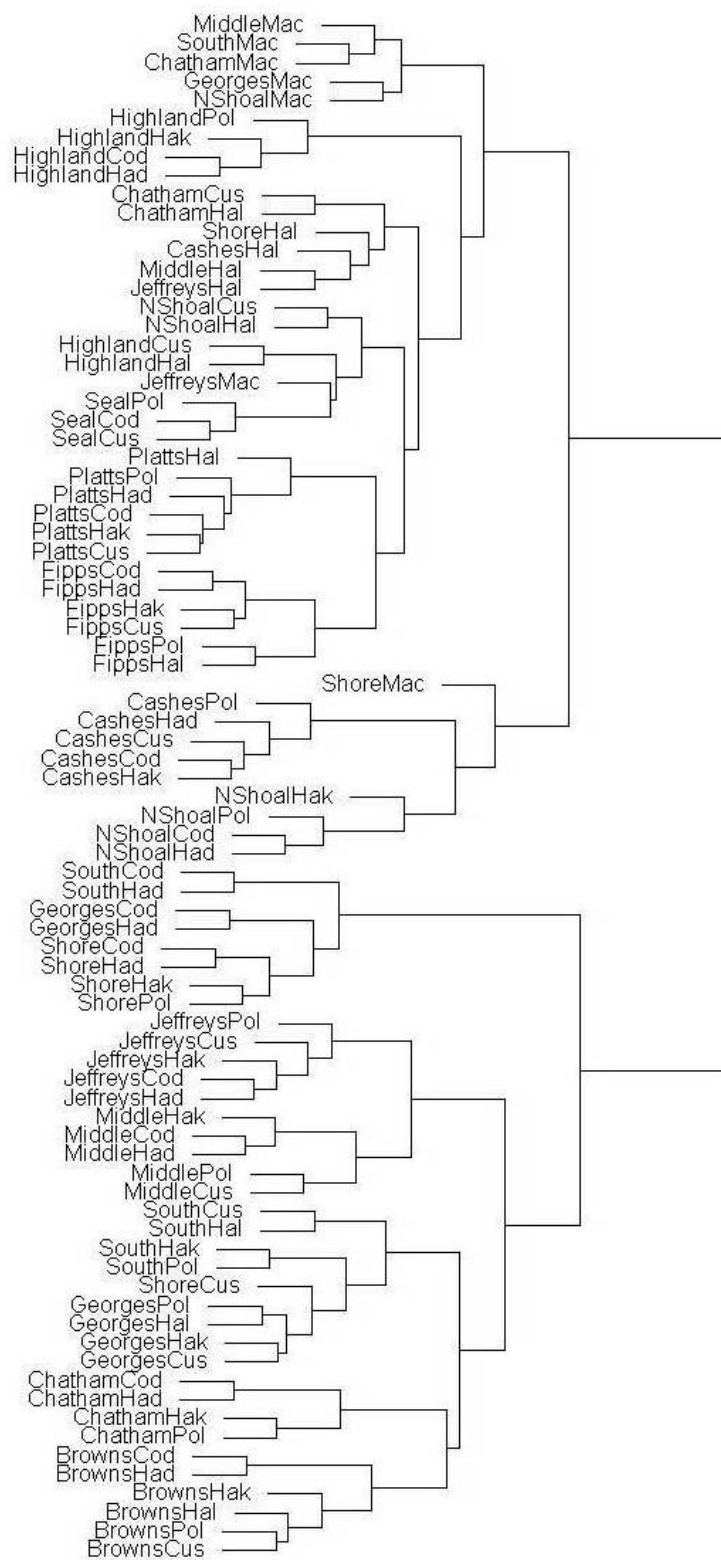 MiddleMac
SouthMac
ChathamMac
GeorgesMac
NShoalMac
HighlandPol
HighlandHak
HighlandCod
HighlandHad
ChathamCus
ChathamHal
ShoreHal
CashesHal
MiddleHal
JeffreysHal
NShoalCus
NShoalHal
HighlandCus
HighlandHal
JeffreysMac
SealPol
SealCod
SealCus
PlattsHal
PlattsPol
PlattsHad
PlattsCod
PlattsHak
PlattsCus
FippsCod
FippsHad
FippsHak
FippsCus
FippsPol
FippsHal
ShoreMac
CashesPol
CashesHad
CashesCus
CashesCod
CashesHak
NShoalHak
NShoalPol
NShoalCod
NShoalHad
SouthCod
SouthHad
GeorgesCod
GeorgesHad
ShoreCod
ShoreHad
ShoreHak
ShorePol
JeffreysPol
JeffreysCus
JeffreysHak
JeffreysCod
JeffreysHad
MiddleHak
MiddleCod
MiddleHad
MiddlePol
MiddleCus
SouthCus
SouthHal
SouthHak
SouthPol
ShoreCus
GeorgesPol
GeorgesHal
GeorgesHak
GeorgesCus
ChathamCod
ChathamHad
ChathamHak
ChathamPol
BrownsCod
BrownsHad
BrownsHak
BrownsHal
BrownsPol
BrownsCus